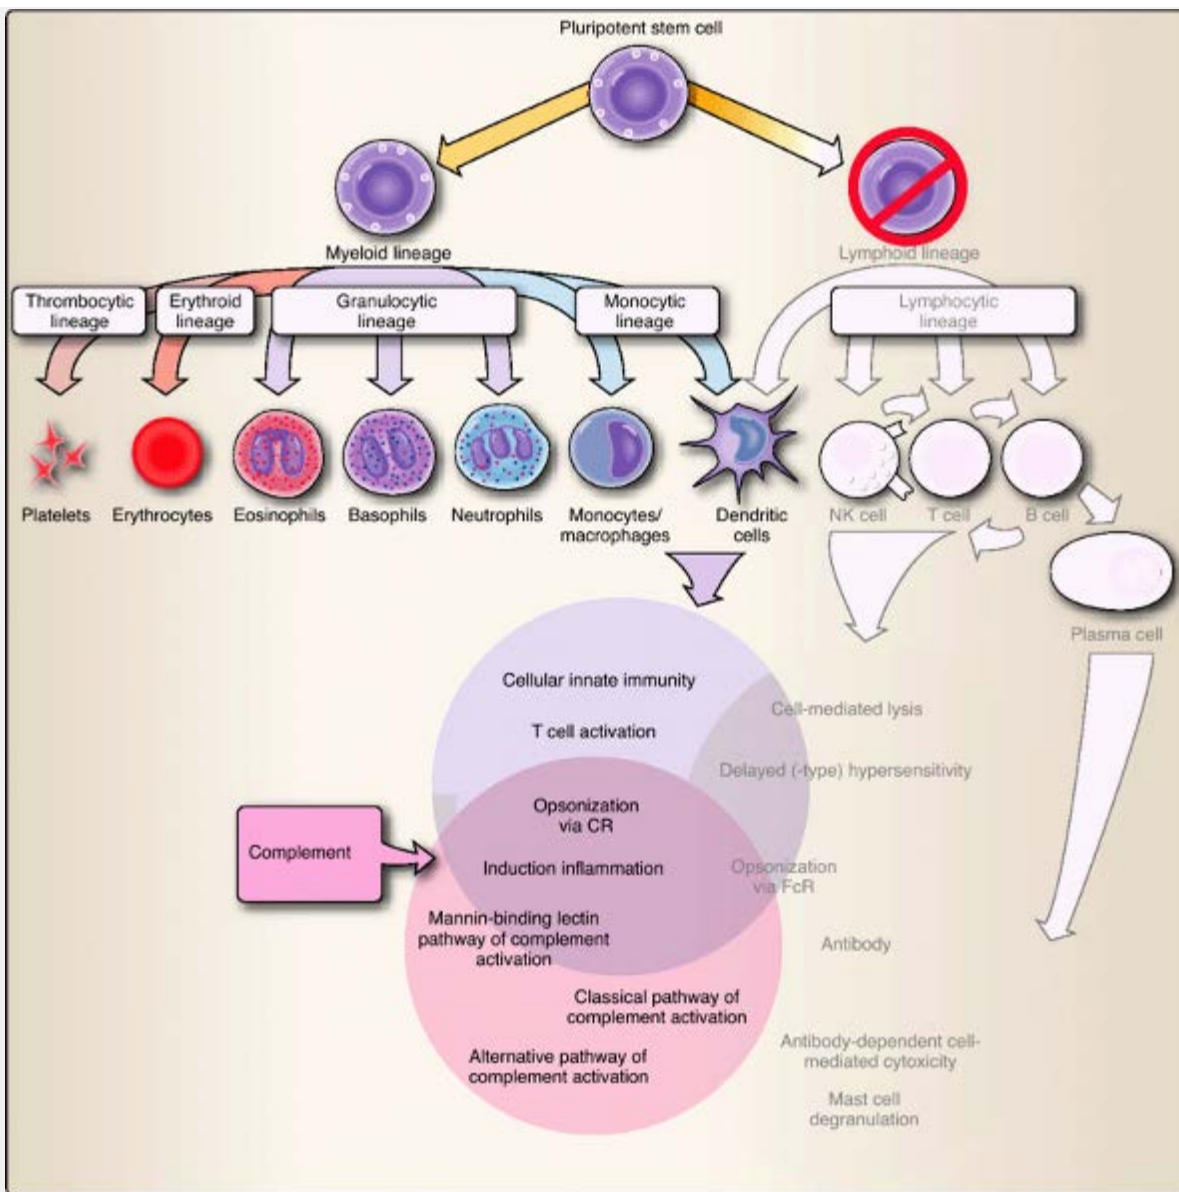 Pluripotent stem cell
Myeloid lineage
Lymphoid lineage
Thrombocytic
lineage
Erythroid
lineage
Granulocytic
lineage
Monocytic
lineage
Lymphocytic
lineage
Platelets
Erythrocytes
Eosinophils
Basophils
Neutrophils
Monocytes/
macrophages
Dendritic
cells
NK cell
T cell
B cell
Plasma cell
Cellular innate immunity
T cell activation
Cell-mediated lysis
Delayed (-type) hypersensitivity
Opsonization
via CR
Complement
Induction inflammation
Opsonization
via FcR
Mannin-binding lectin
pathway of complement
activation
Antibody
Classical pathway of
complement activation
Alternative pathway of
complement activation
Antibody-dependent cell-
mediated cytoxicity
Mast cell
degranulation